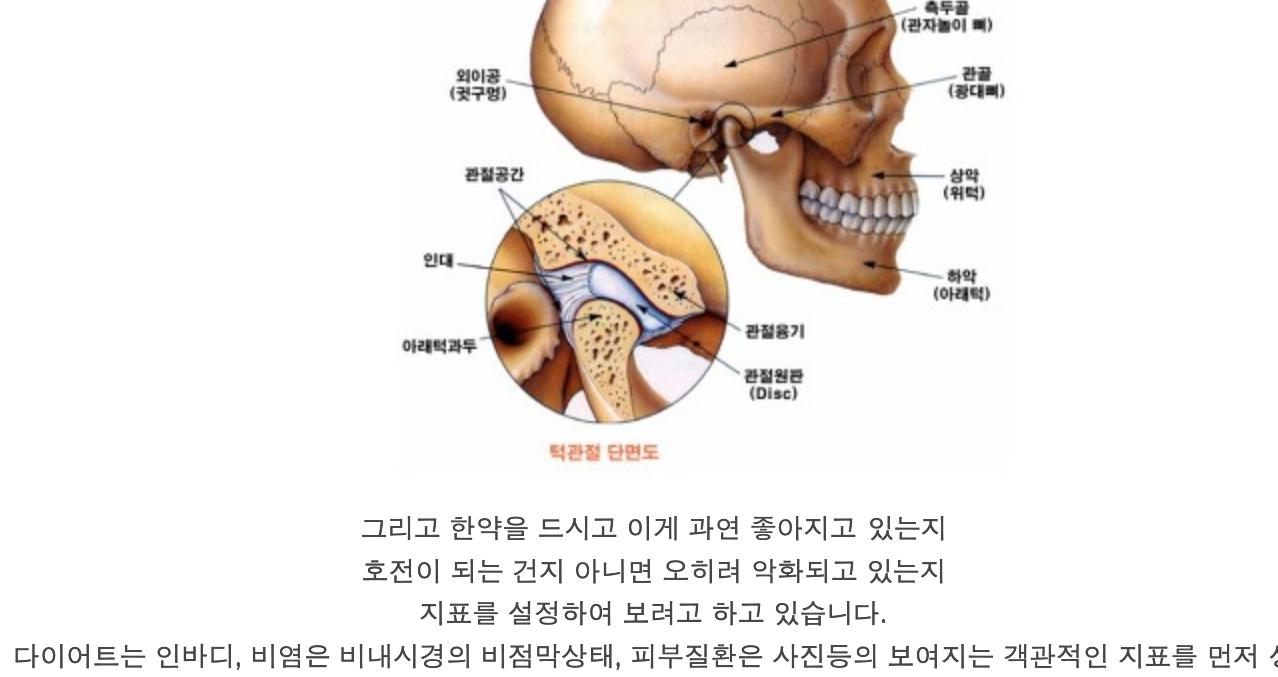 측두골
(관자놀이 뼈)
외이공
(귓구멍)
관골
(광대뼈)
관절공간
상악
(위턱)
인대
하악
(아래턱)
관절융기
아래턱과두
관절원판
(Disc)
턱관절 단면도
그리고 한약을 드시고 이게 과연 좋아지고 있는지
호전이 되는 건지 아니면 오히려 악화되고 있는지
지표를 설정하여 보려고 하고 있습니다.
다이어트는 인바디, 비염은 비내시경의 비점막상태, 피부질환은 사진등의 보여지는 객관적인 지표를 먼저